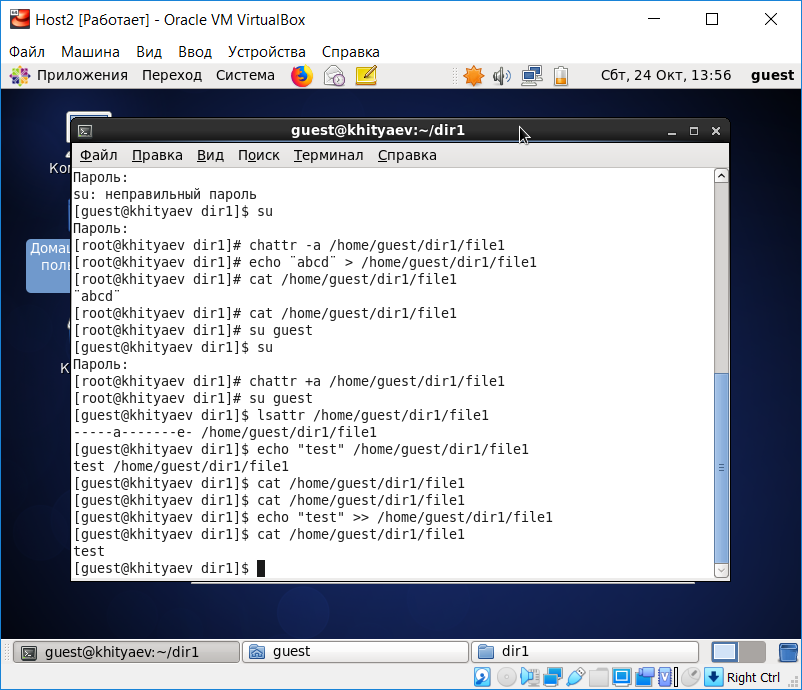 Host2 [Работает] - Oracle VM VirtualBox
Файл Машина Вид Ввод Устройства Справка
Приложения Переход Система Сбт, 24 Окт, 13:56 guest
guest@khityaev:~/dir1
Файл Правка Вид Поиск Терминал Справка
Пароль:
su: неправильный пароль
[guest@khityaev dir1]$ su
Пароль:
[root@khityaev dir1]# chattr -a /home/guest/dir1/file1
[root@khityaev dir1]# echo ¨abcd¨ > /home/guest/dir1/file1
[root@khityaev dir1]# cat /home/guest/dir1/file1
¨abcd¨
[root@khityaev dir1]# cat /home/guest/dir1/file1
[root@khityaev dir1]# su guest
[guest@khityaev dir1]$ su
Пароль:
[root@khityaev dir1]# chattr +a /home/guest/dir1/file1
[root@khityaev dir1]# su guest
[guest@khityaev dir1]$ lsattr /home/guest/dir1/file1
-----a-------e- /home/guest/dir1/file1
[guest@khityaev dir1]$ echo "test" /home/guest/dir1/file1
test /home/guest/dir1/file1
[guest@khityaev dir1]$ cat /home/guest/dir1/file1
[guest@khityaev dir1]$ cat /home/guest/dir1/file1
[guest@khityaev dir1]$ echo "test" >> /home/guest/dir1/file1
[guest@khityaev dir1]$ cat /home/guest/dir1/file1
test
[guest@khityaev dir1]$
guest@khityaev:~/dir1 guest dir1
Right Ctrl